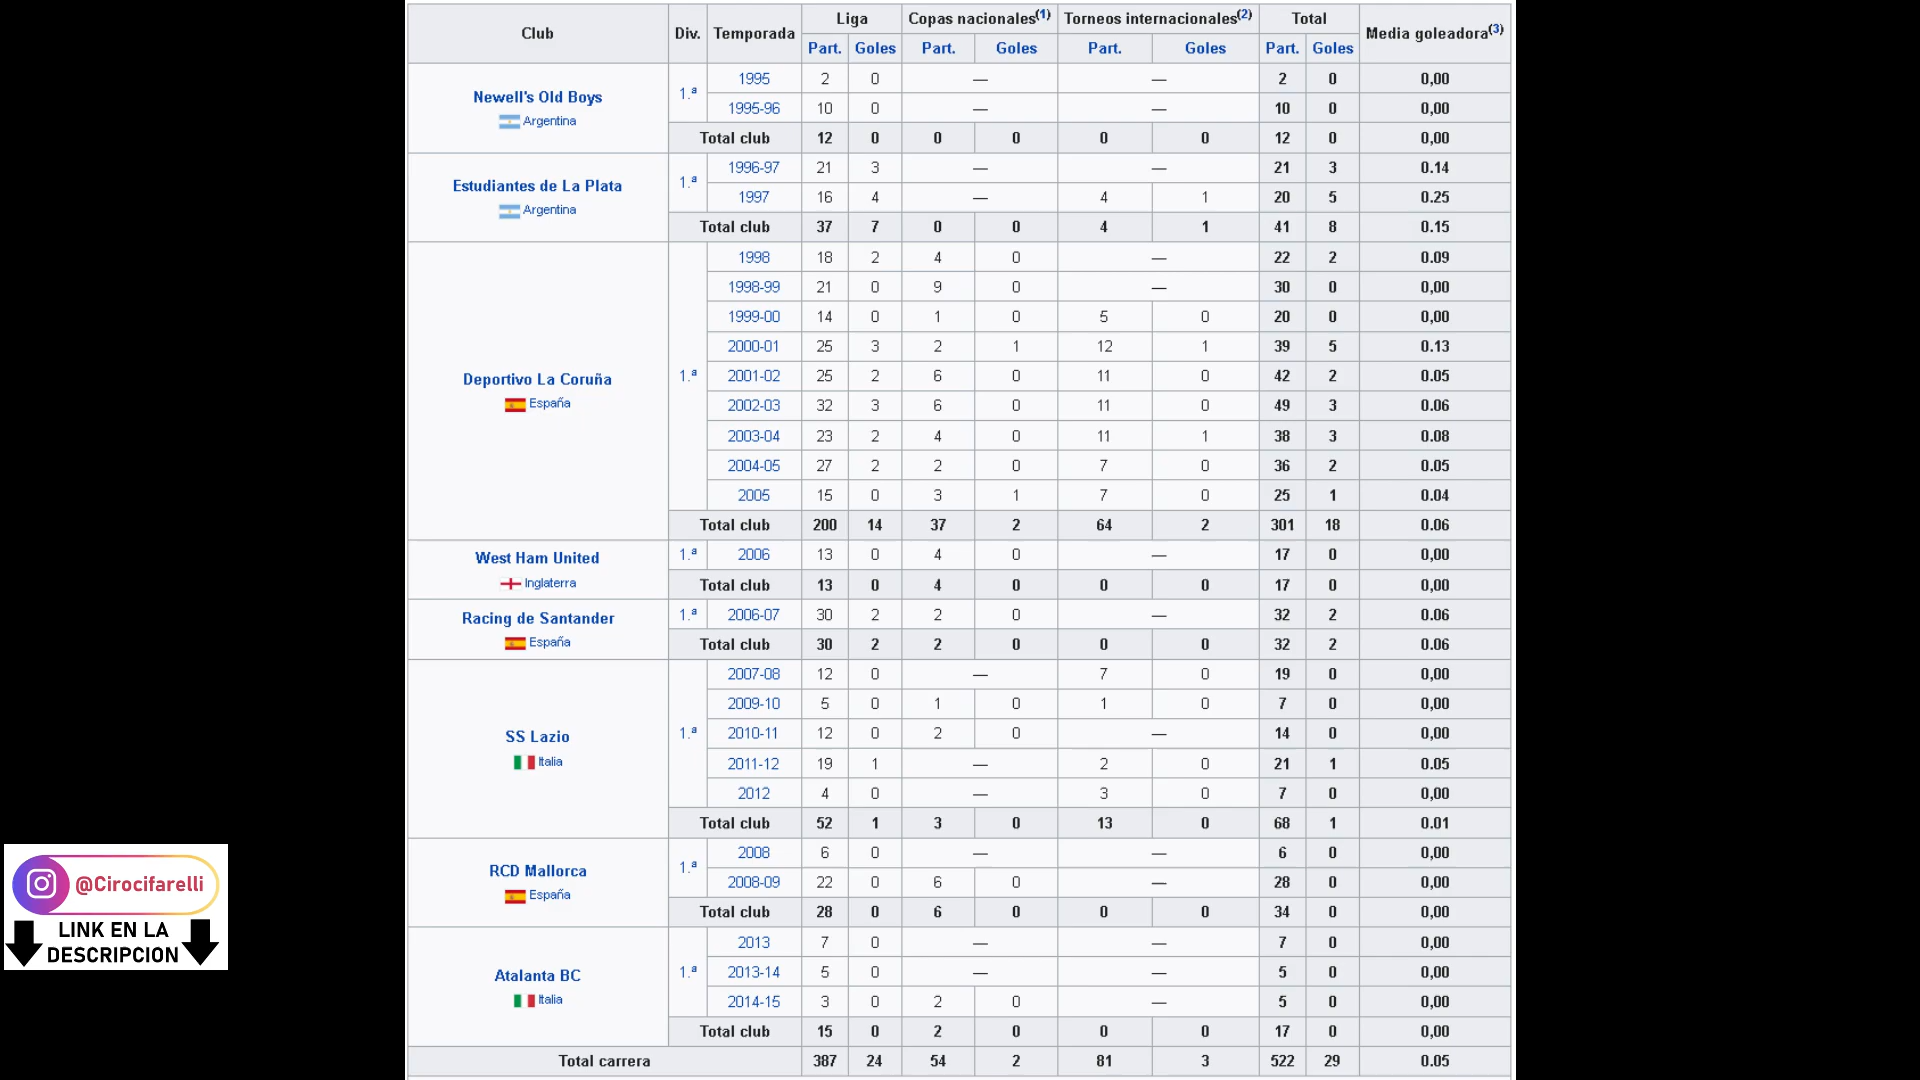 Club Div. Temporada Liga Copas nacionales(1) Torneos internacionales(2) Total Media goleadora(3)
Part. Goles Part. Goles Part. Goles Part. Goles
Newell's Old Boys
Argentina
1.ª
1995 2 0 — — 2 0 0,00
1995-96 10 0 — — 10 0 0,00
Total club 12 0 0 0 0 0 12 0 0,00
Estudiantes de La Plata
Argentina
1.ª
1996-97 21 3 — — 21 3 0.14
1997 16 4 — 4 1 20 5 0.25
Total club 37 7 0 0 4 1 41 8 0.15
Deportivo La Coruña
España
1.ª
1998 18 2 4 0 — 22 2 0.09
1998-99 21 0 9 0 — 30 0 0,00
1999-00 14 0 1 0 5 0 20 0 0,00
2000-01 25 3 2 1 12 1 39 5 0.13
2001-02 25 2 6 0 11 0 42 2 0.05
2002-03 32 3 6 0 11 0 49 3 0.06
2003-04 23 2 4 0 11 1 38 3 0.08
2004-05 27 2 2 0 7 0 36 2 0.05
2005 15 0 3 1 7 0 25 1 0.04
Total club 200 14 37 2 64 2 301 18 0.06
West Ham United
Inglaterra
1.ª 2006 13 0 4 0 — 17 0 0,00
Total club 13 0 4 0 0 0 17 0 0,00
Racing de Santander
España
1.ª 2006-07 30 2 2 0 — 32 2 0.06
Total club 30 2 2 0 0 0 32 2 0.06
SS Lazio
Italia
1.ª
2007-08 12 0 — 7 0 19 0 0,00
2009-10 5 0 1 0 1 0 7 0 0,00
2010-11 12 0 2 0 — 14 0 0,00
2011-12 19 1 — 2 0 21 1 0.05
2012 4 0 — 3 0 7 0 0,00
Total club 52 1 3 0 13 0 68 1 0.01
RCD Mallorca
España
1.ª
2008 6 0 — — 6 0 0,00
2008-09 22 0 6 0 — 28 0 0,00
Total club 28 0 6 0 0 0 34 0 0,00
Atalanta BC
Italia
1.ª
2013 7 0 — — 7 0 0,00
2013-14 5 0 — — 5 0 0,00
2014-15 3 0 2 0 — 5 0 0,00
Total club 15 0 2 0 0 0 17 0 0,00
Total carrera 387 24 54 2 81 3 522 29 0.05
@Cirocifarelli
LINK EN LA
DESCRIPCION